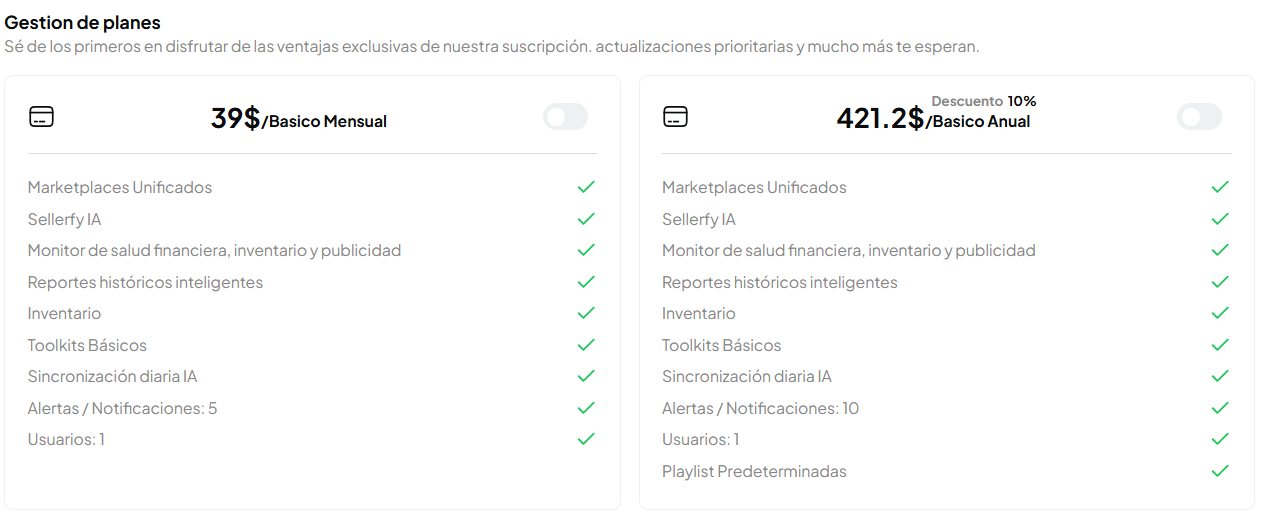 Gestion de planes
Sé de los primeros en disfrutar de las ventajas exclusivas de nuestra suscripción. actualizaciones prioritarias y mucho más te esperan.
39$/Basico Mensual
Marketplaces Unificados
Sellerfy IA
Monitor de salud financiera, inventario y publicidad
Reportes históricos inteligentes
Inventario
Toolkits Básicos
Sincronización diaria IA
Alertas / Notificaciones: 5
Usuarios: 1
Descuento 10%
421.2$/Basico Anual
Marketplaces Unificados
Sellerfy IA
Monitor de salud financiera, inventario y publicidad
Reportes históricos inteligentes
Inventario
Toolkits Básicos
Sincronización diaria IA
Alertas / Notificaciones: 10
Usuarios: 1
Playlist Predeterminadas